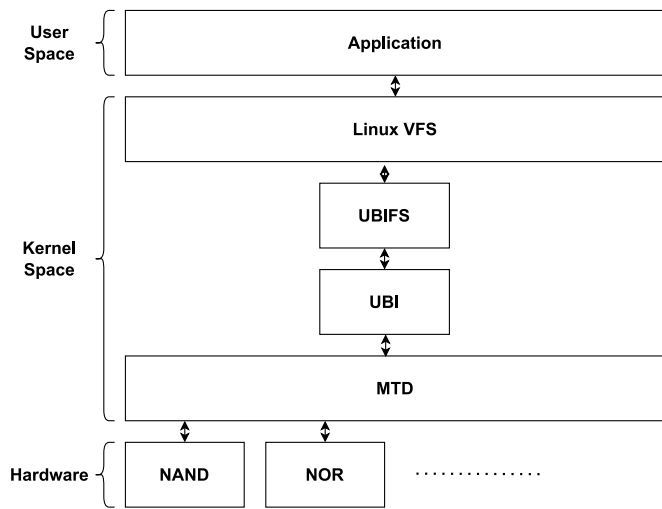 User
Space
Application
Linux VFS
UBIFS
Kernel
Space
UBI
MTD
Hardware
NAND
NOR